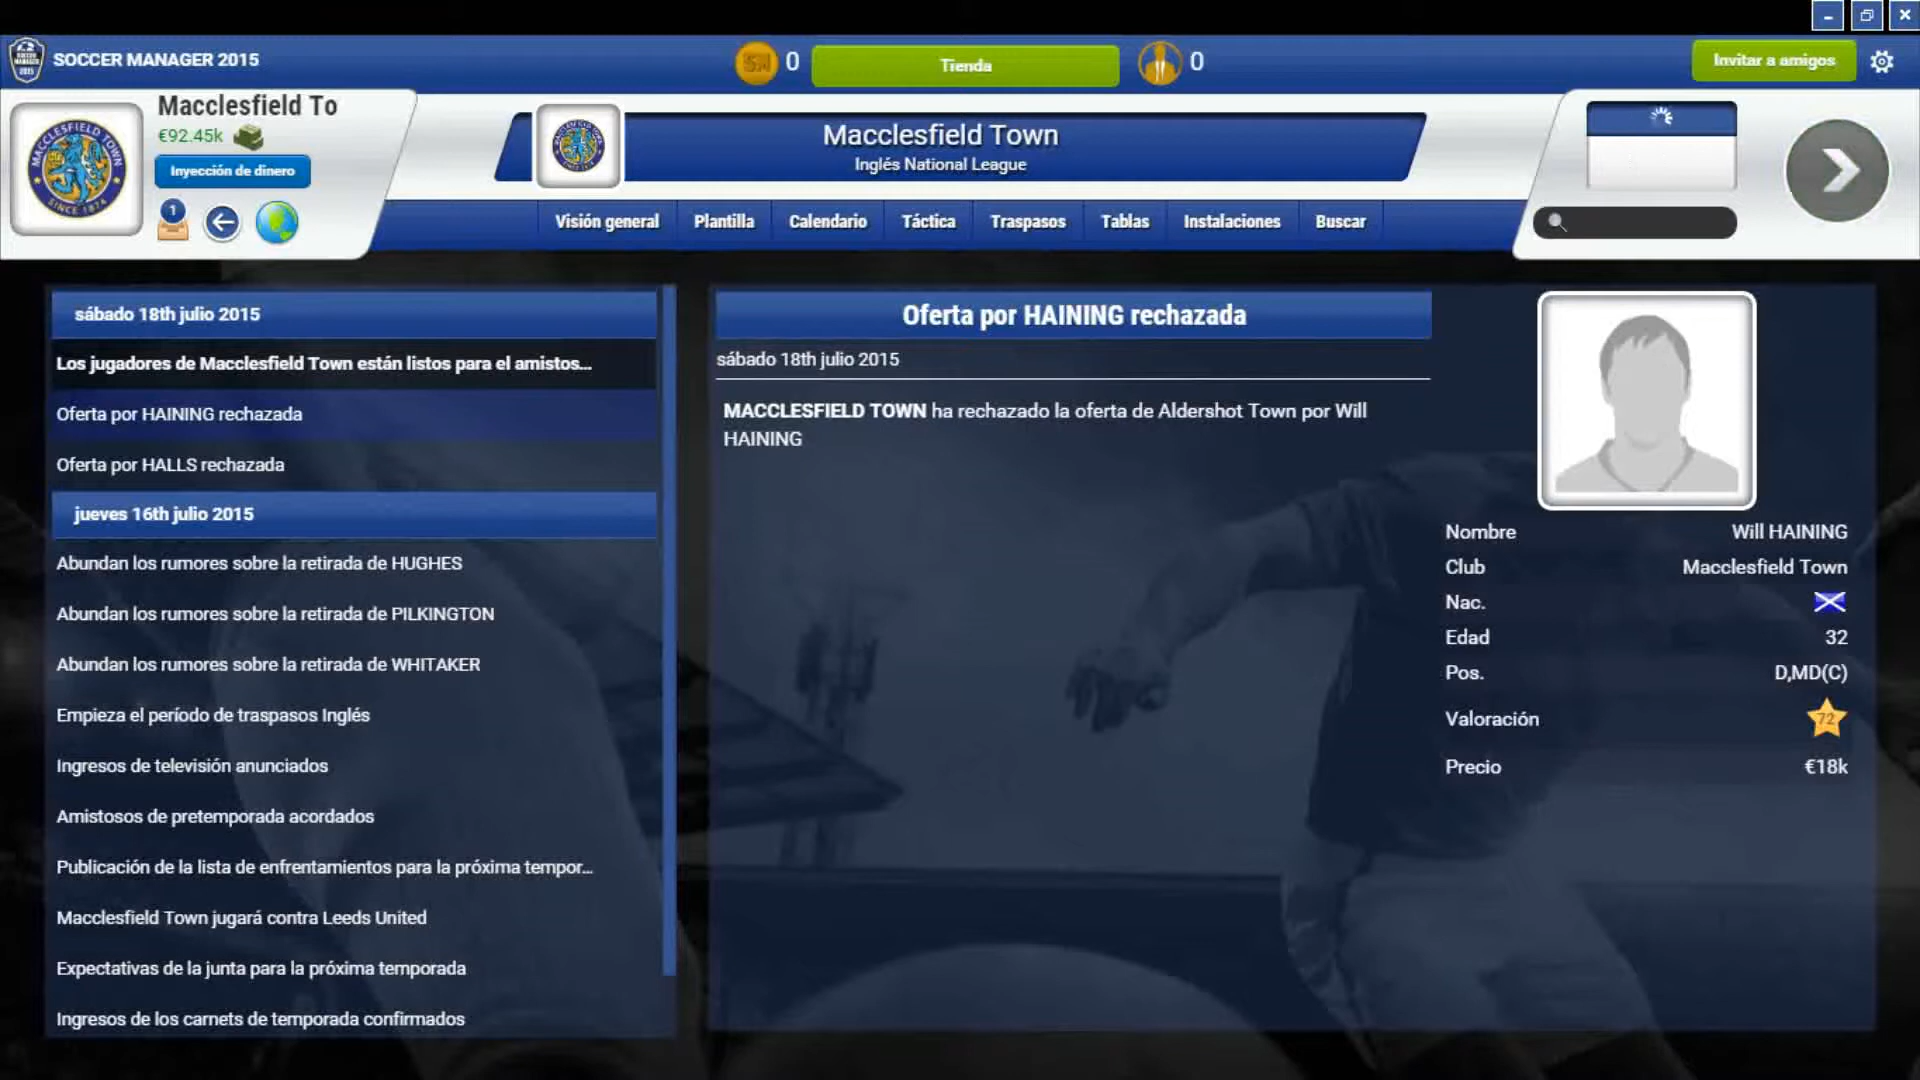 SOCCER MANAGER 2015
0
Tienda
0
Invitar a amigos
Macclesfield To
€92.45k
Inyección de dinero
1
MACCLESFIELD TOWN
SINCE 1874
Macclesfield Town
Inglés National League
Visión general
Plantilla
Calendario
Táctica
Traspasos
Tablas
Instalaciones
Buscar
sábado 18th julio 2015
Los jugadores de Macclesfield Town están listos para el amistos...
Oferta por HAINING rechazada
Oferta por HALLS rechazada
jueves 16th julio 2015
Abundan los rumores sobre la retirada de HUGHES
Abundan los rumores sobre la retirada de PILKINGTON
Abundan los rumores sobre la retirada de WHITAKER
Empieza el período de traspasos Inglés
Ingresos de televisión anunciados
Amistosos de pretemporada acordados
Publicación de la lista de enfrentamientos para la próxima tempor...
Macclesfield Town jugará contra Leeds United
Expectativas de la junta para la próxima temporada
Ingresos de los carnets de temporada confirmados
Oferta por HAINING rechazada
sábado 18th julio 2015
MACCLESFIELD TOWN ha rechazado la oferta de Aldershot Town por Will
HAINING
Nombre Will HAINING
Club Macclesfield Town
Nac.
Edad 32
Pos. D,MD(C)
Valoración 72
Precio €18k